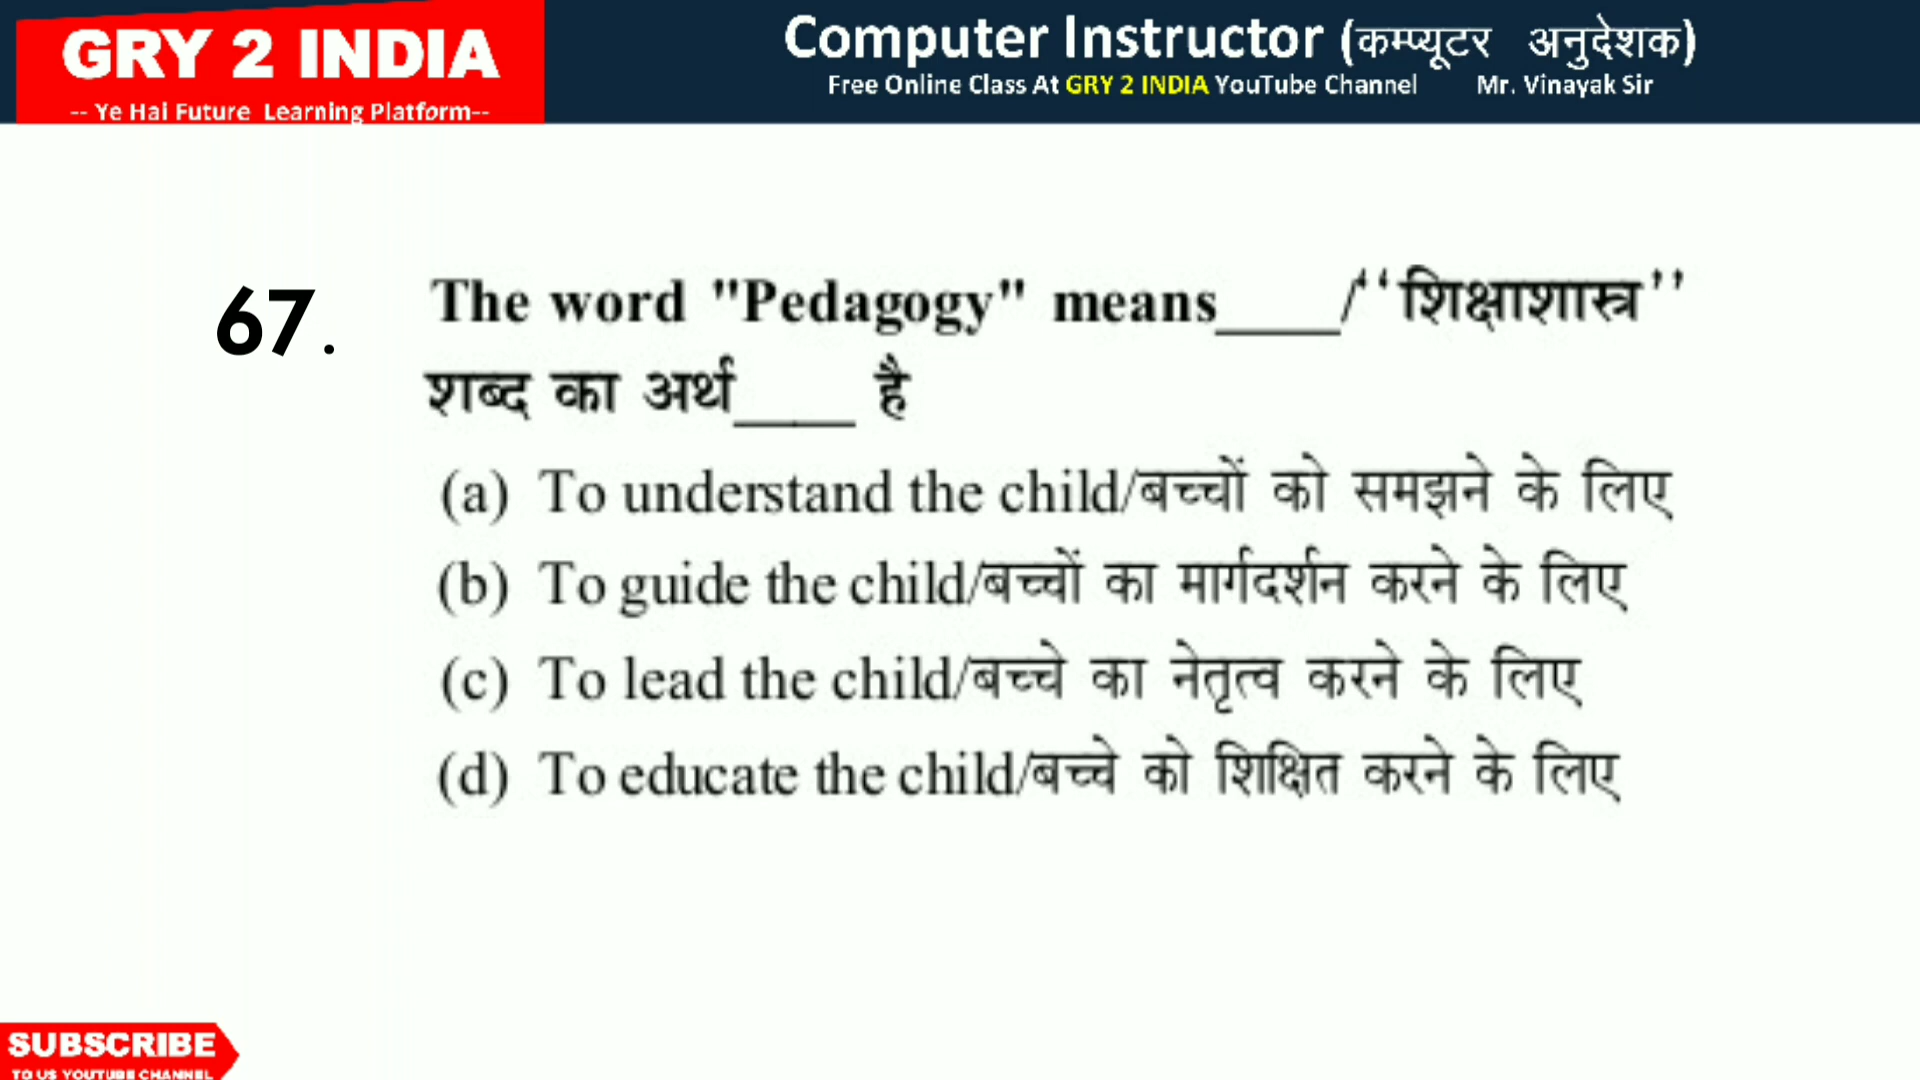 GRY 2 INDIA
-- Ye Hai Future Learning Platform--
Computer Instructor (कम्प्यूटर अनुदेशक)
Free Online Class At GRY 2 INDIA YouTube Channel Mr. Vinayak Sir
67.
The word "Pedagogy" means____/‘‘शिक्षाशास्त्र’’
शब्द का अर्थ____ है
(a) To understand the child/बच्चों को समझने के लिए
(b) To guide the child/बच्चों का मार्गदर्शन करने के लिए
(c) To lead the child/बच्चे का नेतृत्व करने के लिए
(d) To educate the child/बच्चे को शिक्षित करने के लिए
SUBSCRIBE
TO US YOUTUBE CHANNEL